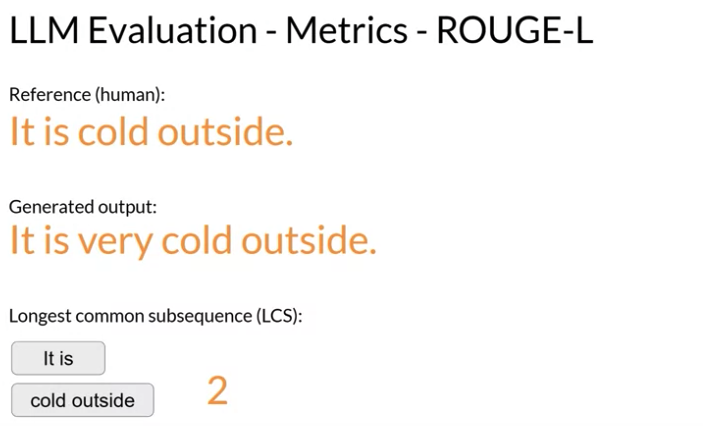 LLM Evaluation - Metrics - ROUGE-L
Reference (human):
It is cold outside.
Generated output:
It is very cold outside.
Longest common subsequence (LCS):
It is
cold outside
2